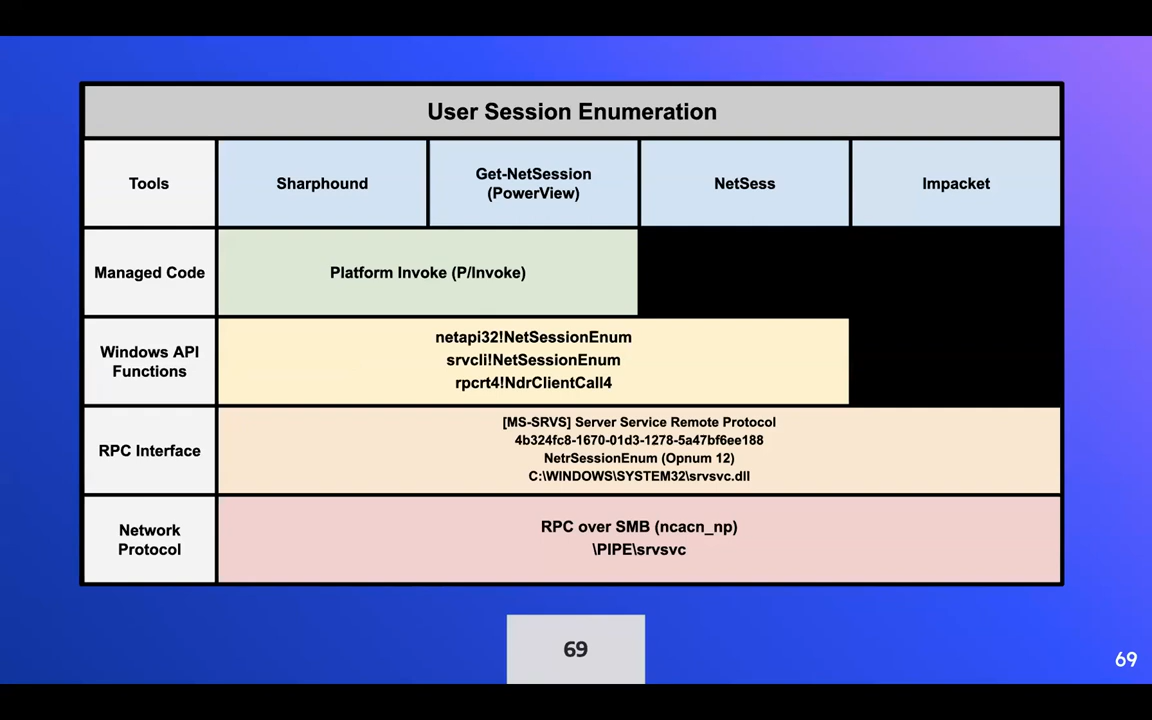 User Session Enumeration
Tools
Sharphound
Get-NetSession
(PowerView)
NetSess
Impacket
Managed Code
Platform Invoke (P/Invoke)
Windows API
Functions
netapi32!NetSessionEnum
srvcli!NetSessionEnum
rpcrt4!NdrClientCall4
RPC Interface
[MS-SRVS] Server Service Remote Protocol
4b324fc8-1670-01d3-1278-5a47bf6ee188
NetrSessionEnum (Opnum 12)
C:\WINDOWS\SYSTEM32\srvsvc.dll
Network
Protocol
RPC over SMB (ncacn_np)
\PIPE\srvsvc
69
69